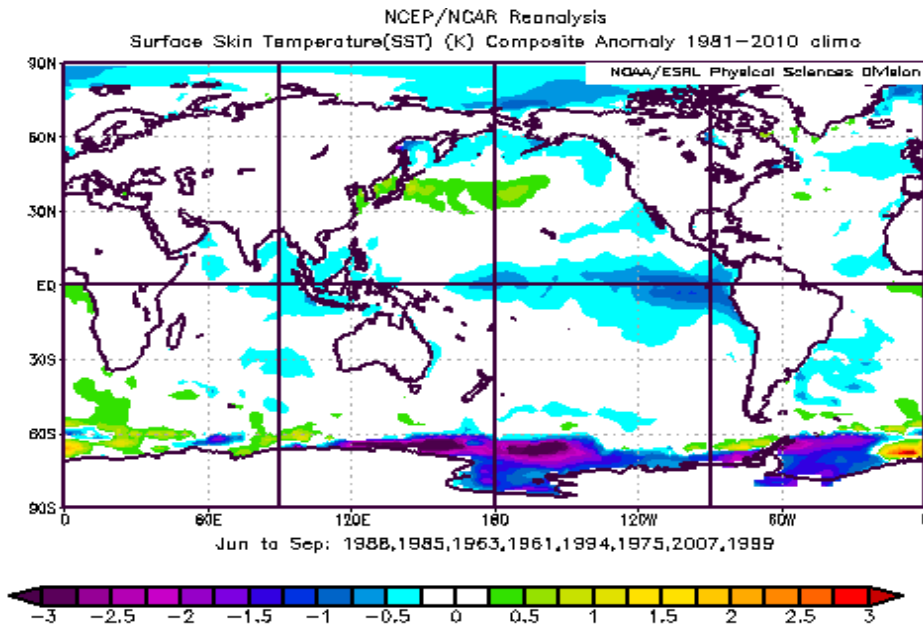 NCEP/NCAR Reanalysis
Surface Skin Temperature(SST) (K) Composite Anomaly 1981-2010 climo
NOAA/ESRL Physical Sciences Division
90N
60N
30N
EQ
30S
60S
90S
0 60E 120E 180 120W 60W 0
Jun to Sep: 1988,1985,1963,1961,1994,1975,2007,1999
-3 -2.5 -2 -1.5 -1 -0.5 0 0.5 1 1.5 2 2.5 3